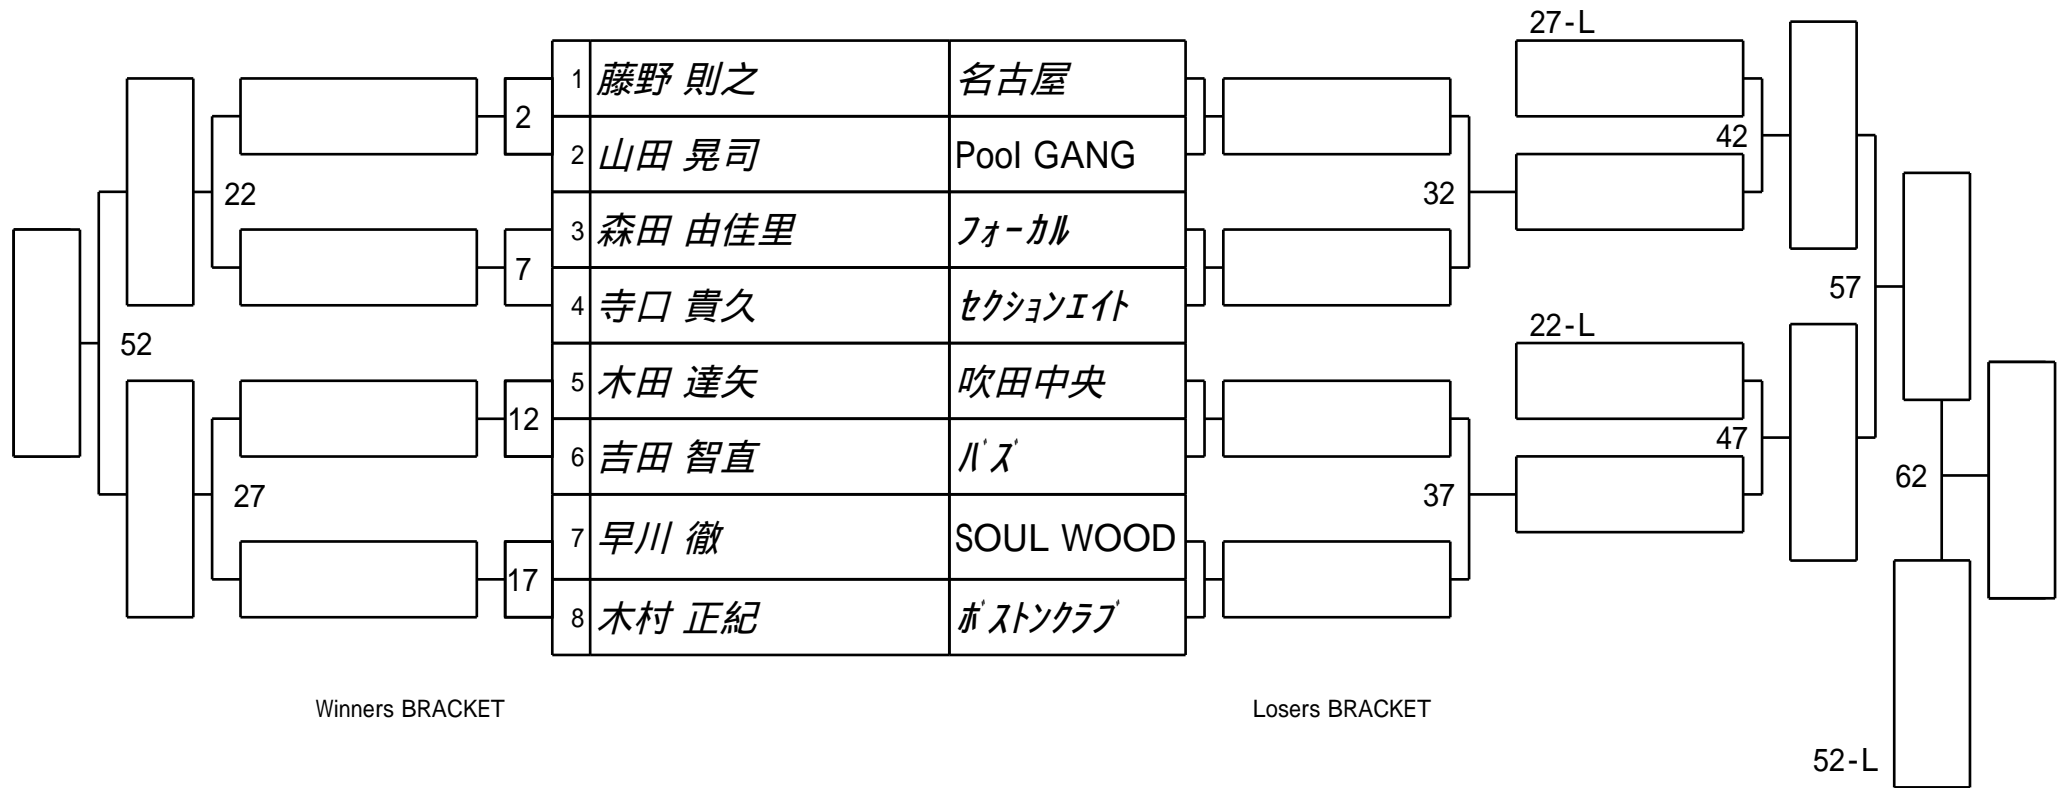 27-L
1 藤野 則之 名古屋
2
42
2 山田 晃司 Pool GANG
22
32
3 森田 由佳里 フォーカル
7
57
4 寺口 貴久 セクションエイト
22-L
52
5 木田 達矢 吹田中央
12
47
6 吉田 智直 バズ
62
27
37
7 早川 徹 SOUL WOOD
17
8 木村 正紀 ボストンクラブ
Winners BRACKET
Losers BRACKET
52-L